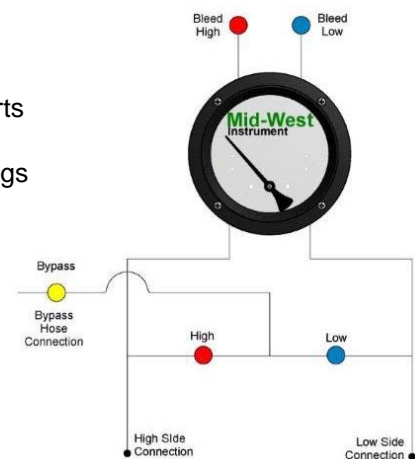 Bleed
High
Bleed
Low
rts
Mid-West
Instrument
gs
Bypass
Bypass
Hose
Connection
High
Low
High SIde
Connection
Low Side
Connection